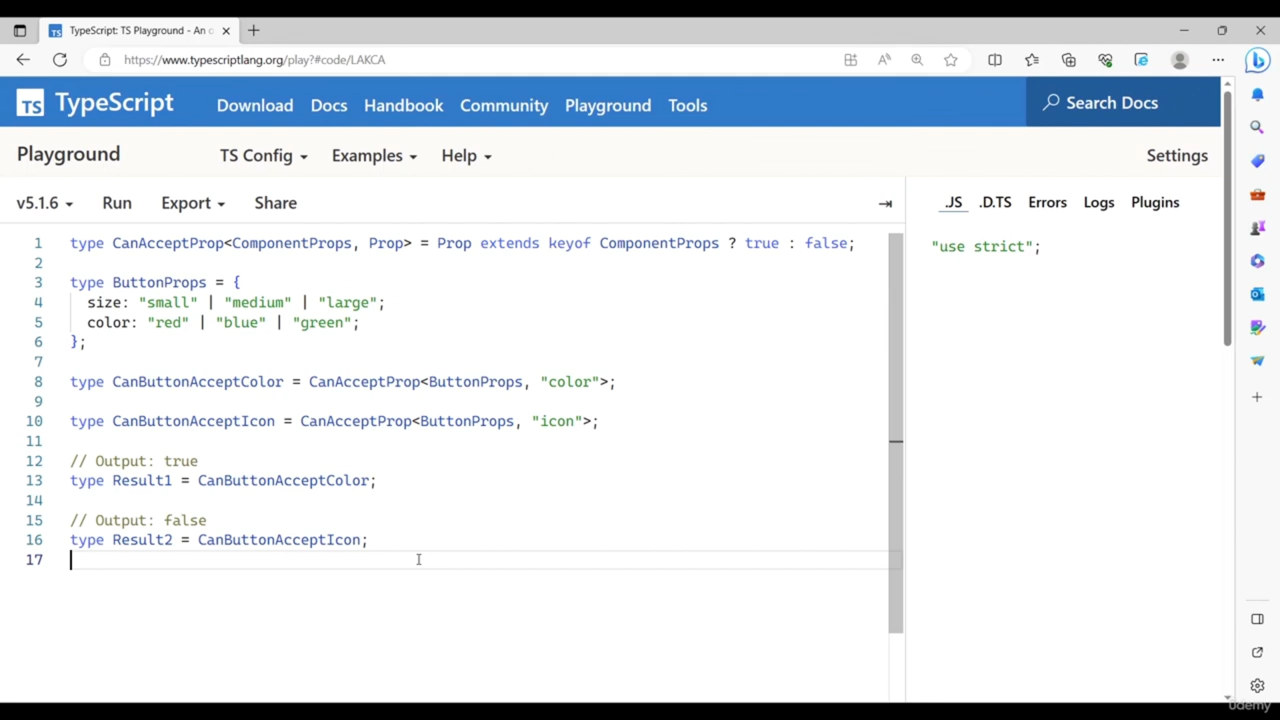 TypeScript: TS Playground - An o
https://www.typescriptlang.org/play?#code/LAKCA
TS TypeScript Download Docs Handbook Community Playground Tools Search Docs
Playground TS Config Examples Help Settings
v5.1.6 Run Export Share .JS .D.TS Errors Logs Plugins
1 type CanAcceptProp<ComponentProps, Prop> = Prop extends keyof ComponentProps ? true : false;
"use strict";
2
3 type ButtonProps = {
4 size: "small" | "medium" | "large";
5 color: "red" | "blue" | "green";
6 };
7
8 type CanButtonAcceptColor = CanAcceptProp<ButtonProps, "color">;
9
10 type CanButtonAcceptIcon = CanAcceptProp<ButtonProps, "icon">;
11
12 // Output: true
13 type Result1 = CanButtonAcceptColor;
14
15 // Output: false
16 type Result2 = CanButtonAcceptIcon;
17
udemy